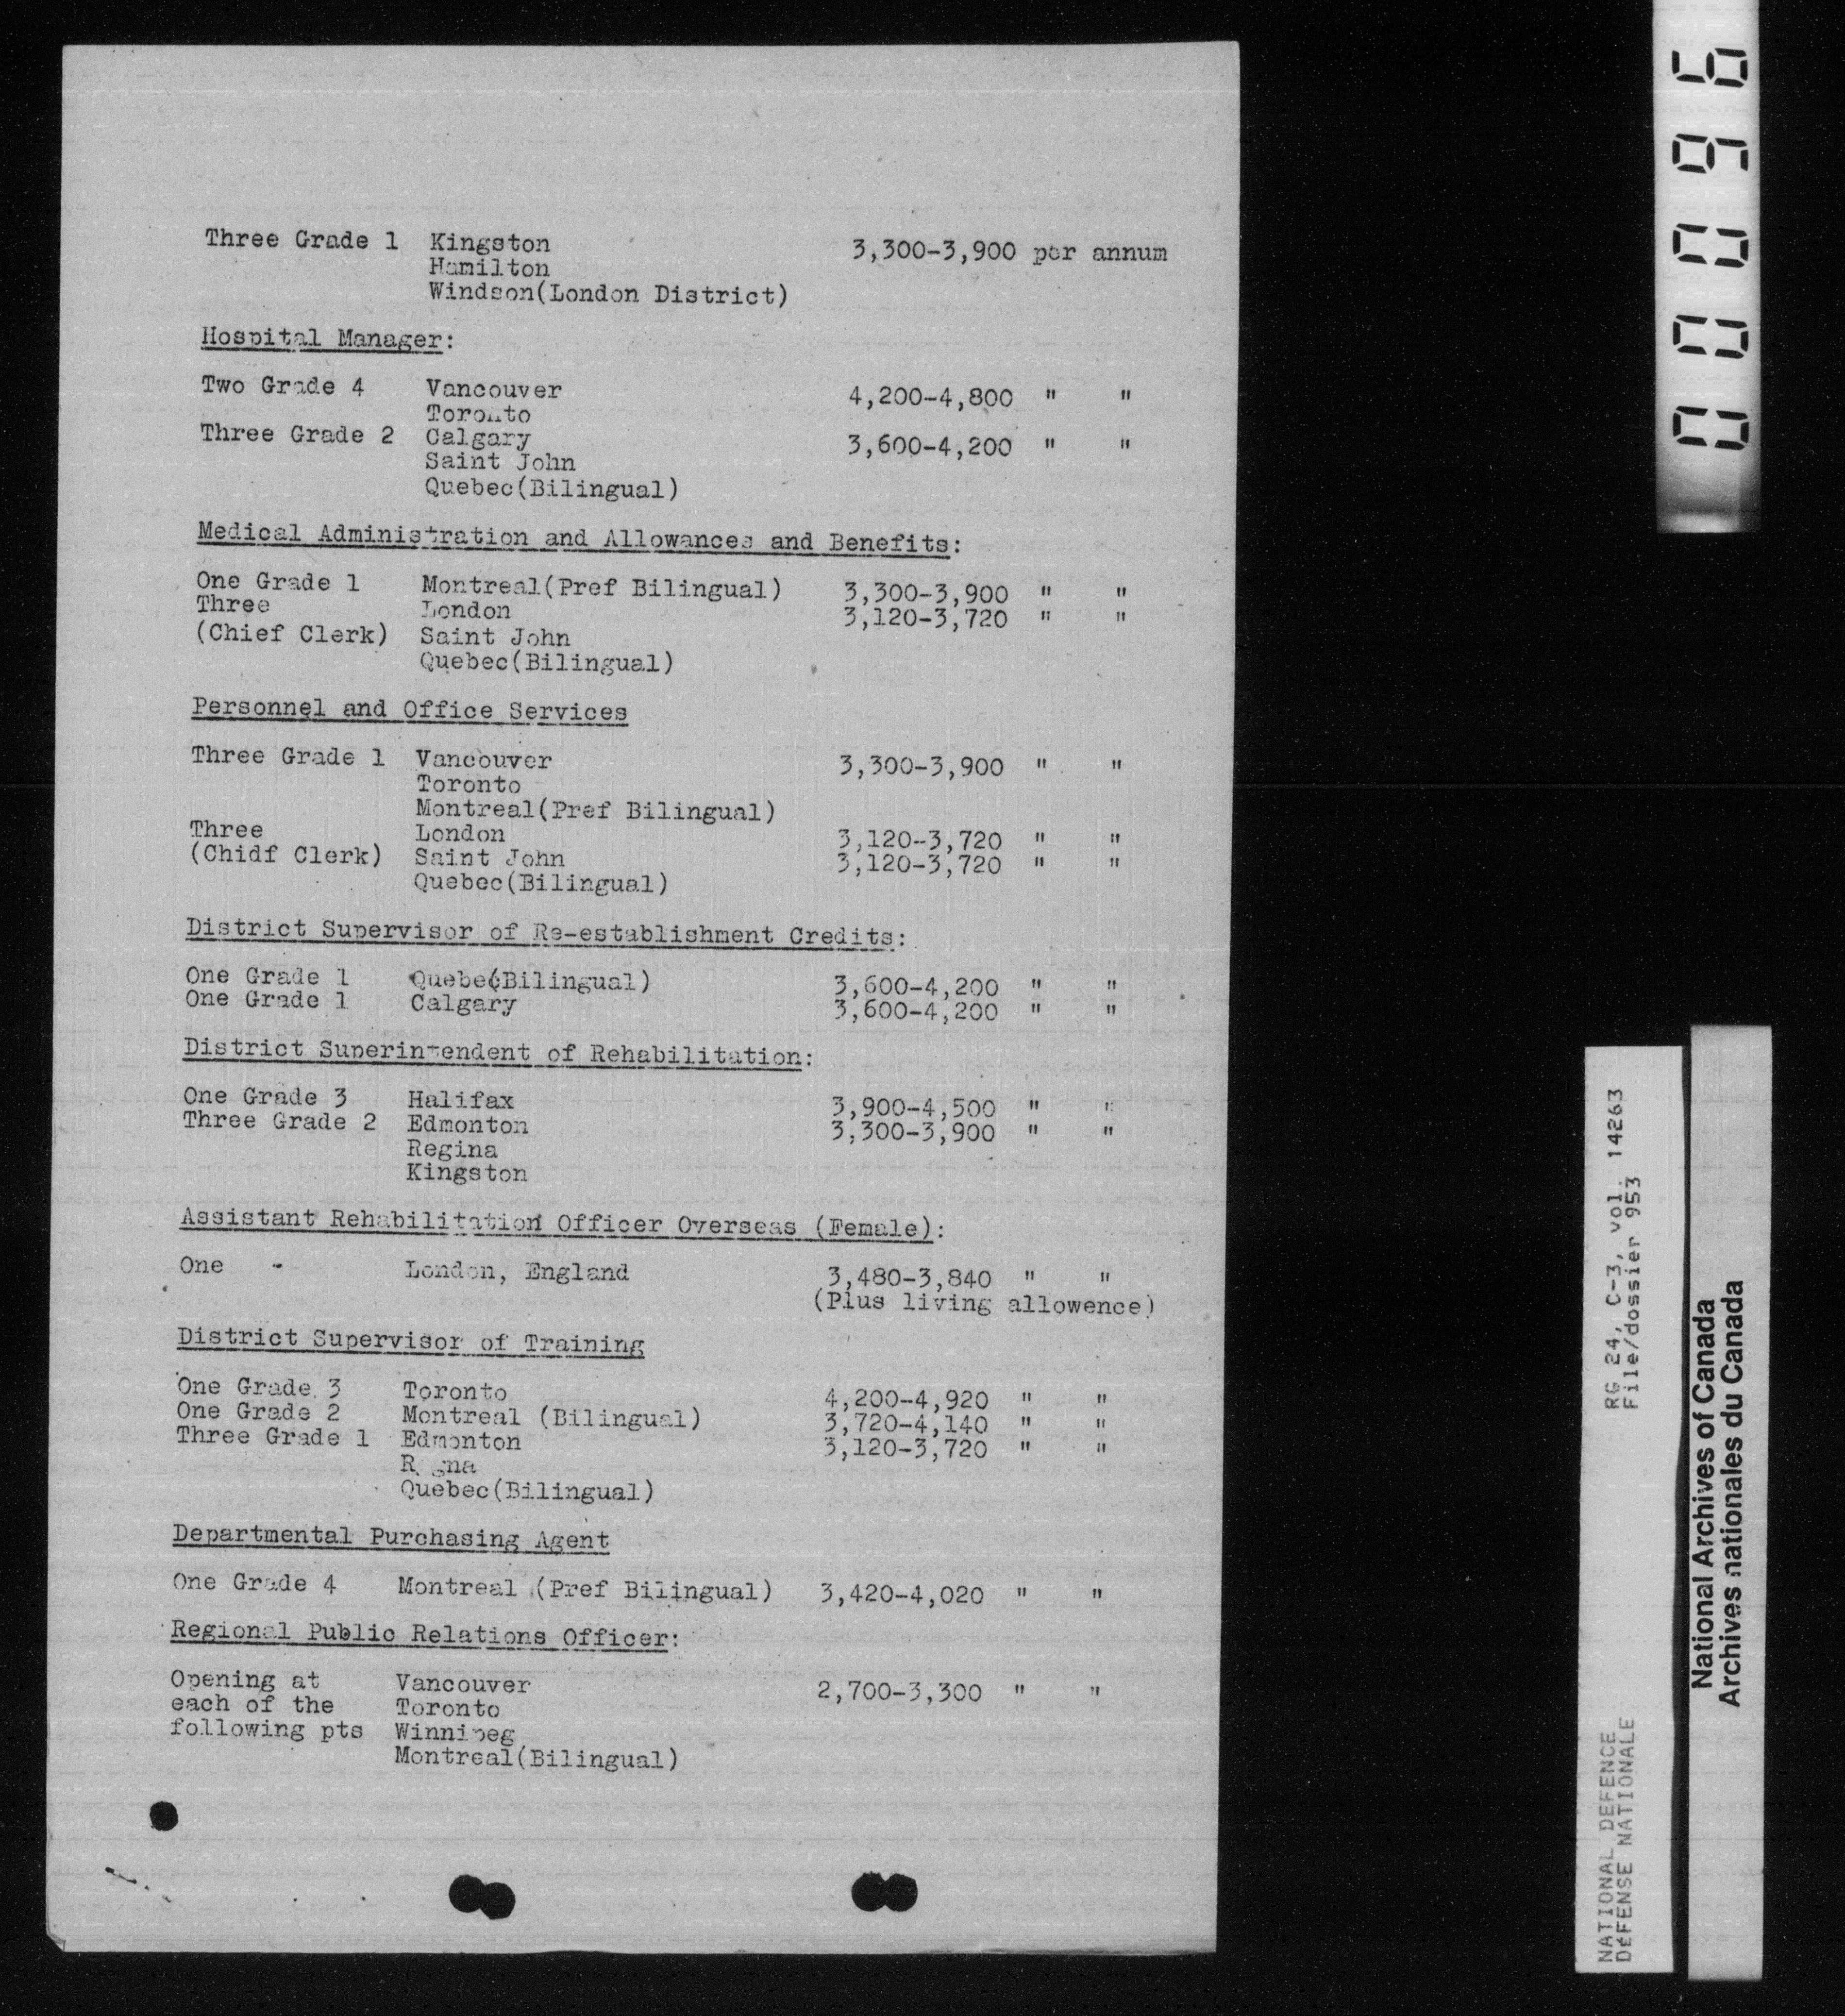 Three Grade 1 Kingston 3,300-3,900 per annum
Hamilton
Windson(London District)
Hospital Manager:
Two Grade 4 Vancouver 4,200-4,800 " "
Toronto
Three Grade 2 Calgary 3,600-4,200 " "
Saint John
Quebec(Bilingual)
Medical Administration and Allowances and Benefits:
One Grade 1 Montreal(Pref Bilingual) 3,300-3,900 " "
Three London 3,120-3,720 " "
(Chief Clerk) Saint John
Quebec(Bilingual)
Personnel and Office Services
Three Grade 1 Vancouver 3,300-3,900 " "
Toronto
Montreal(Pref Bilingual)
Three London 3,120-3,720 " "
(Chidf Clerk) Saint John 3,120-3,720 " "
Quebec(Bilingual)
District Supervisor of Re-establishment Credits:
One Grade 1 Quebec(Bilingual) 3,600-4,200 " "
One Grade 1 Calgary 3,600-4,200 " "
District Superintendent of Rehabilitation:
One Grade 3 Halifax 3,900-4,500 " "
Three Grade 2 Edmonton 3,300-3,900 " "
Regina
Kingston
Assistant Rehabilitation Officer Overseas (Female):
One - London, England 3,480-3,840 " "
(Plus living allowence)
District Supervisor of Training
One Grade 3 Toronto 4,200-4,920 " "
One Grade 2 Montreal (Bilingual) 3,720-4,140 " "
Three Grade 1 Edmonton 3,120-3,720 " "
Quebec(Bilingual)
Departmental Purchasing Agent
One Grade 4 Montreal (Pref Bilingual) 3,420-4,020 " "
Regional Public Relations Officer:
Opening at Vancouver 2,700-3,300 " "
each of the Toronto
following pts Winnipeg
Montreal(Bilingual)
000096
NATIONAL DEFENCE RG 24, C-3, vol. 14263
DÉFENSE NATIONALE File/dossier 953
National Archives of Canada
Archives nationales du Canada